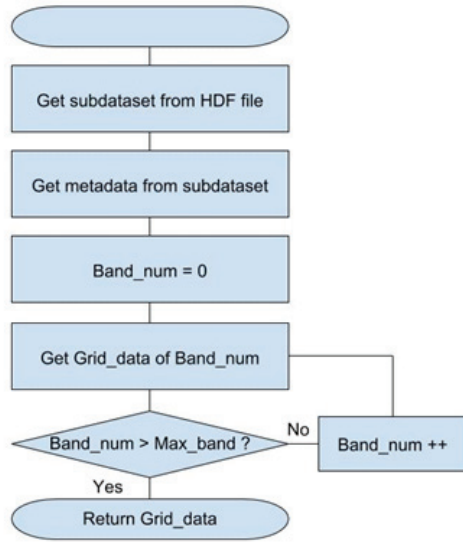 Get subdataset from HDF file
Get metadata from subdataset
Band_num = 0
Get Grid_data of Band_num
Band_num > Max_band ?
No
Band_num ++
Yes
Return Grid_data